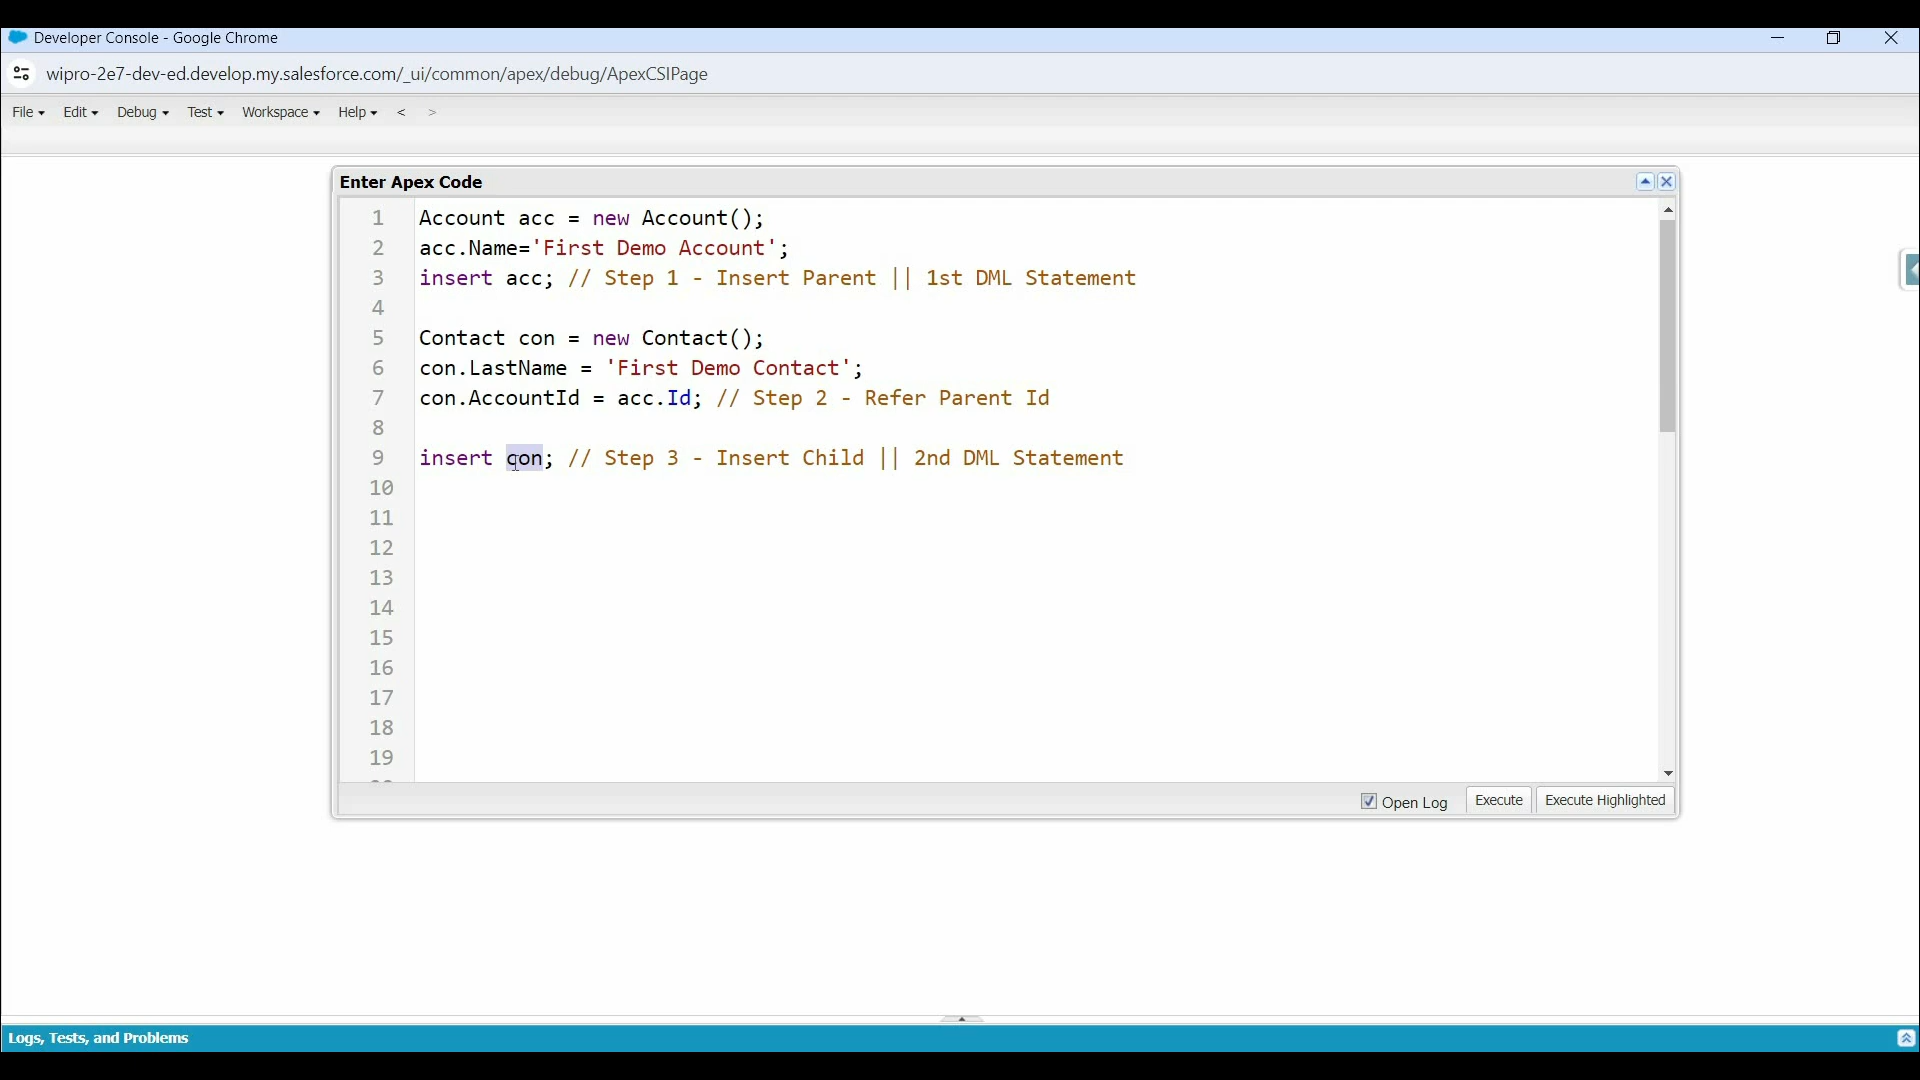 Developer Console - Google Chrome
wipro-2e7-dev-ed.develop.my.salesforce.com/_ui/common/apex/debug/ApexCSIPage
File Edit Debug Test Workspace Help < >
Enter Apex Code
1 Account acc = new Account();
2 acc.Name='First Demo Account';
3 insert acc; // Step 1 - Insert Parent || 1st DML Statement
4
5 Contact con = new Contact();
6 con.LastName = 'First Demo Contact';
7 con.AccountId = acc.Id; // Step 2 - Refer Parent Id
8
9 insert con; // Step 3 - Insert Child || 2nd DML Statement
10
11
12
13
14
15
16
17
18
19
Open Log Execute Execute Highlighted
Logs, Tests, and Problems